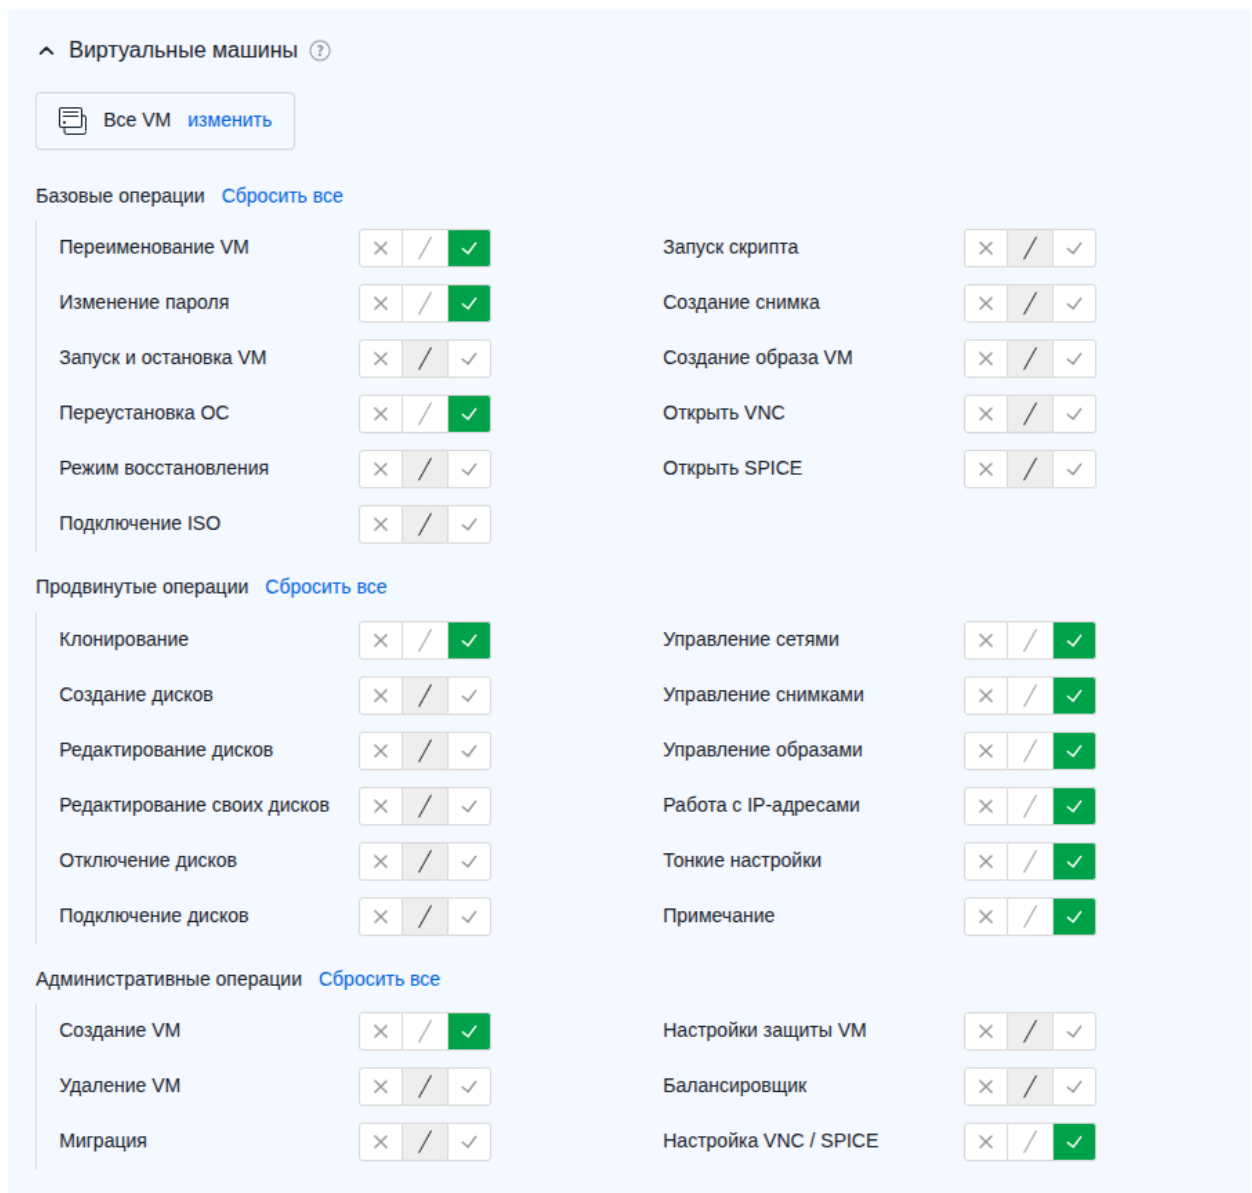 Виртуальные машины ?
Все VM изменить
Базовые операции Сбросить все
Переименование VM
Запуск скрипта
Изменение пароля
Создание снимка
Запуск и остановка VM
Создание образа VM
Переустановка ОС
Открыть VNC
Режим восстановления
Открыть SPICE
Подключение ISO
Продвинутые операции Сбросить все
Клонирование
Управление сетями
Создание дисков
Управление снимками
Редактирование дисков
Управление образами
Редактирование своих дисков
Работа с IP-адресами
Отключение дисков
Тонкие настройки
Подключение дисков
Примечание
Административные операции Сбросить все
Создание VM
Настройки защиты VM
Удаление VM
Балансировщик
Миграция
Настройка VNC / SPICE